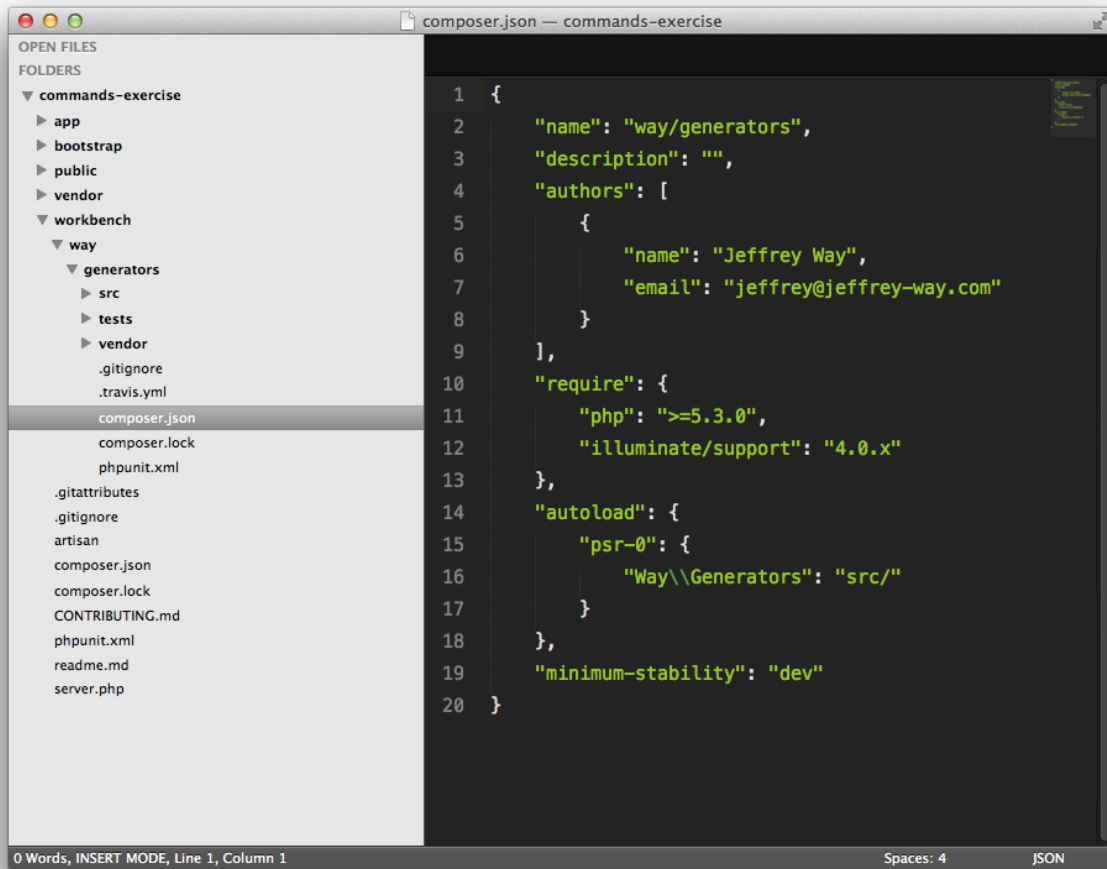 composer.json — commands-exercise
OPEN FILES
FOLDERS
commands-exercise
app
bootstrap
public
vendor
workbench
way
generators
src
tests
vendor
.gitignore
.travis.yml
composer.json
composer.lock
phpunit.xml
.gitattributes
.gitignore
artisan
composer.json
composer.lock
CONTRIBUTING.md
phpunit.xml
readme.md
server.php
1 {
2     "name": "way/generators",
3     "description": "",
4     "authors": [
5         {
6             "name": "Jeffrey Way",
7             "email": "jeffrey@jeffrey-way.com"
8         }
9     ],
10     "require": {
11         "php": ">=5.3.0",
12         "illuminate/support": "4.0.x"
13     },
14     "autoload": {
15         "psr-0": {
16             "Way\\Generators": "src/"
17         }
18     },
19     "minimum-stability": "dev"
20 }
0 Words, INSERT MODE, Line 1, Column 1 Spaces: 4 JSON